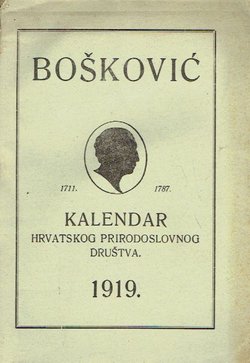 BOŠKOVIĆ
1711. 1787.
KALENDAR
HRVATSKOG PRIRODOSLOVNOG
DRUŠTVA.
1919.